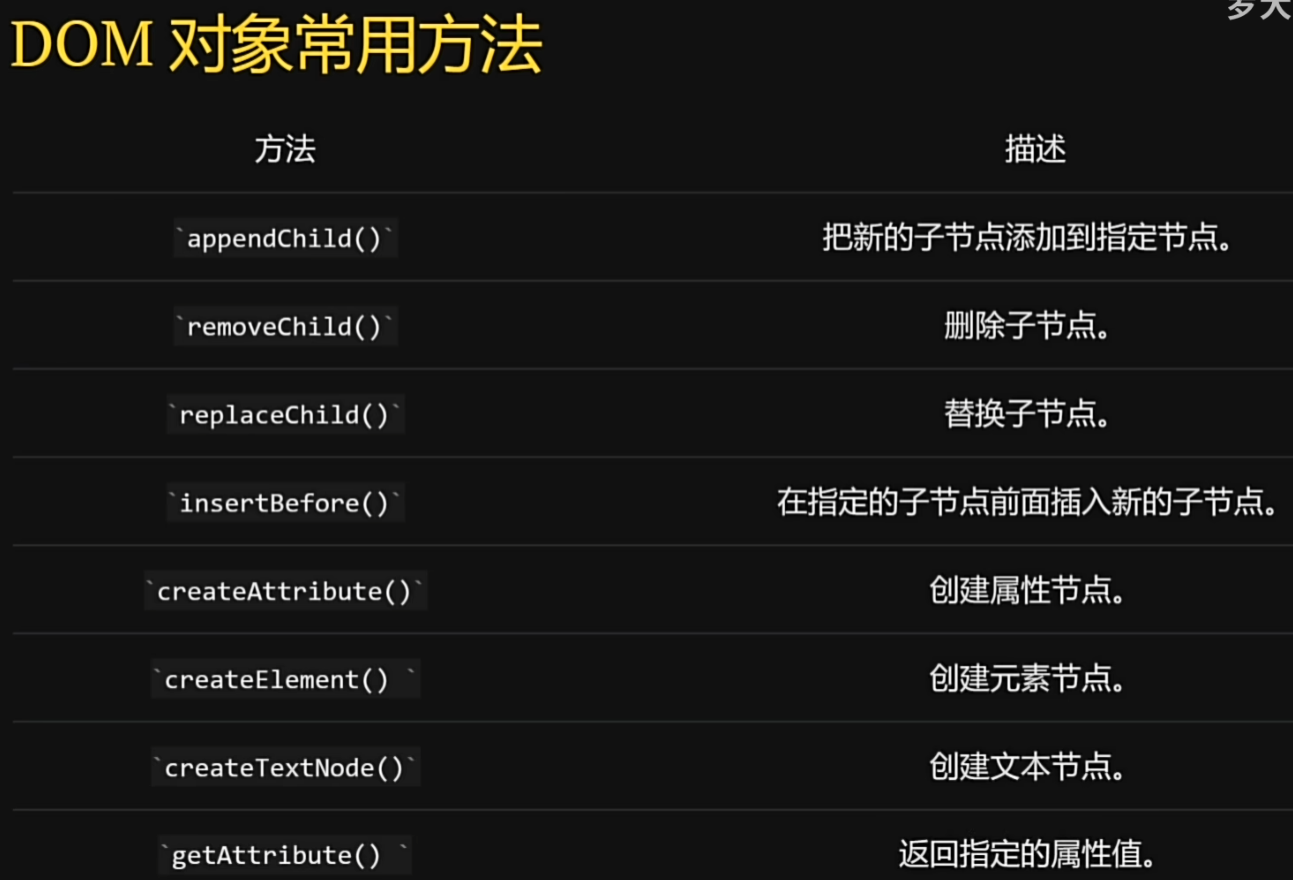 DOM 对象常用方法
方法 描述
`appendChild()` 把新的子节点添加到指定节点。
`removeChild()` 删除子节点。
`replaceChild()` 替换子节点。
`insertBefore()` 在指定的子节点前面插入新的子节点。
`createAttribute()` 创建属性节点。
`createElement() ` 创建元素节点。
`createTextNode()` 创建文本节点。
`getAttribute() ` 返回指定的属性值。